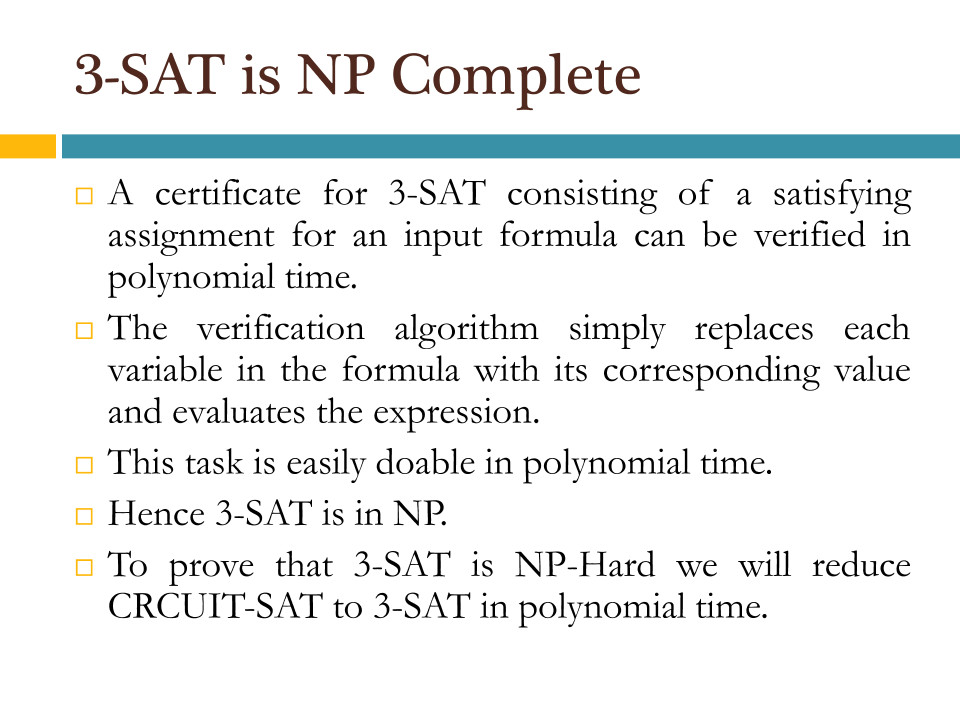 3-SAT is NP Complete
A certificate for 3-SAT consisting of a satisfying
assignment for an input formula can be verified in
polynomial time.
The verification algorithm simply replaces each
variable in the formula with its corresponding value
and evaluates the expression.
This task is easily doable in polynomial time.
Hence 3-SAT is in NP.
To prove that 3-SAT is NP-Hard we will reduce
CRCUIT-SAT to 3-SAT in polynomial time.